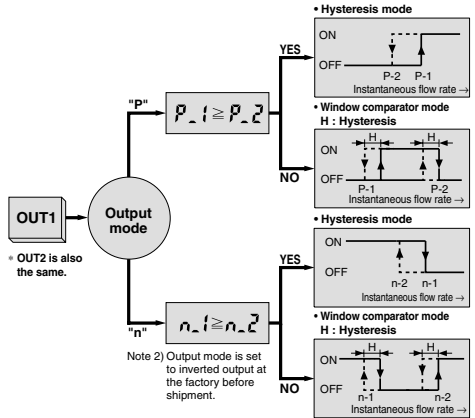 • Hysteresis mode
ON
OFF
P-2 P-1
Instantaneous flow rate →
YES
"P"
P_1 ≧ P_2
NO
• Window comparator mode
H : Hysteresis
H H
ON
OFF
P-1 P-2
Instantaneous flow rate →
OUT1
Output
mode
* OUT2 is also
the same.
• Hysteresis mode
ON
OFF
n-2 n-1
Instantaneous flow rate →
YES
"n"
n_1≧n_2
NO
Note 2) Output mode is set
to inverted output at
the factory before
shipment.
• Window comparator mode
H : Hysteresis
H H
ON
OFF
n-1 n-2
Instantaneous flow rate →